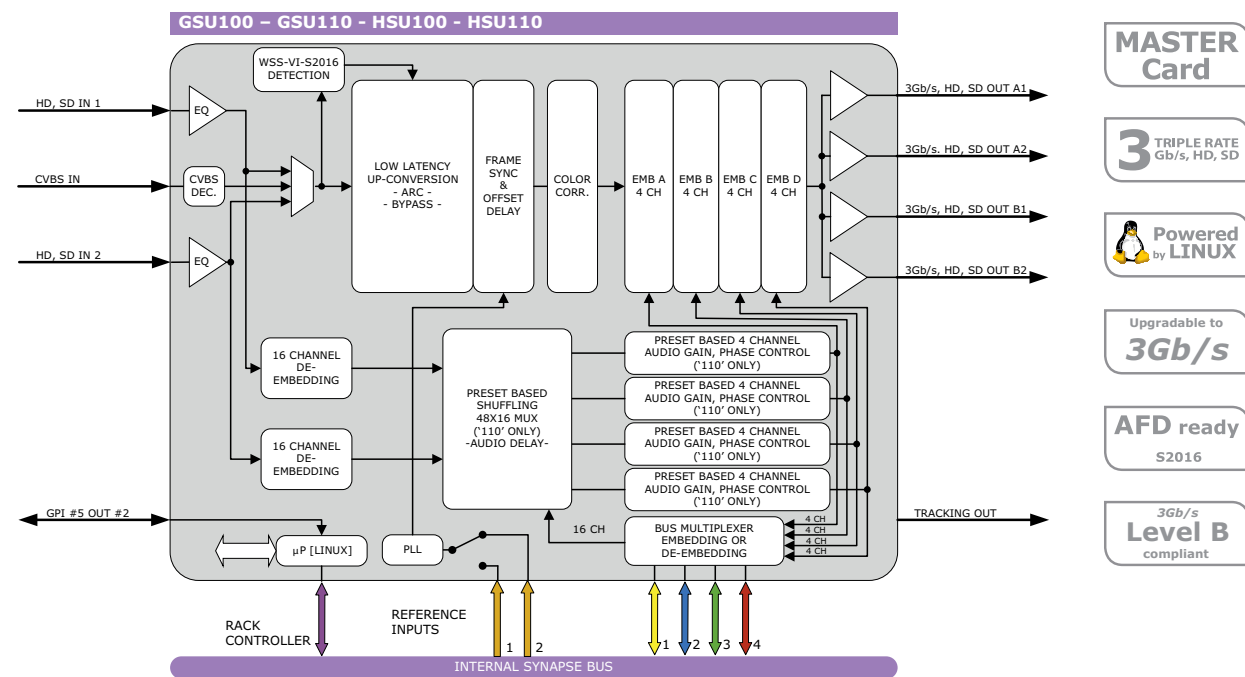 GSU100 – GSU110 - HSU100 - HSU110
WSS-VI-S2016
DETECTION
HD, SD IN 1
EQ
CVBS IN
CVBS
DEC.
HD, SD IN 2
EQ
LOW LATENCY
UP-CONVERSION
- ARC -
- BYPASS -
FRAME
SYNC
&
OFFSET
DELAY
COLOR
CORR.
EMB A
4 CH
EMB B
4 CH
EMB C
4 CH
EMB D
4 CH
3Gb/s, HD, SD OUT A1
3Gb/s. HD, SD OUT A2
3Gb/s, HD, SD OUT B1
3Gb/s, HD, SD OUT B2
16 CHANNEL
DE-
EMBEDDING
16 CHANNEL
DE-
EMBEDDING
PRESET BASED
SHUFFLING
48X16 MUX
('110' ONLY)
-AUDIO DELAY-
PRESET BASED 4 CHANNEL
AUDIO GAIN, PHASE CONTROL
('110' ONLY)
PRESET BASED 4 CHANNEL
AUDIO GAIN, PHASE CONTROL
('110' ONLY)
PRESET BASED 4 CHANNEL
AUDIO GAIN, PHASE CONTROL
('110' ONLY)
PRESET BASED 4 CHANNEL
AUDIO GAIN, PHASE CONTROL
('110' ONLY)
GPI #5 OUT #2
µP [LINUX]
PLL
16 CH
BUS MULTIPLEXER
EMBEDDING OR
DE-EMBEDDING
4 CH
4 CH
4 CH
4 CH
TRACKING OUT
RACK
CONTROLLER
REFERENCE
INPUTS
1
2
1
2
3
4
INTERNAL SYNAPSE BUS
MASTER
Card
3 TRIPLE RATE
Gb/s, HD, SD
Powered
by LINUX
Upgradable to
3Gb/s
AFD ready
S2016
3Gb/s
Level B
compliant